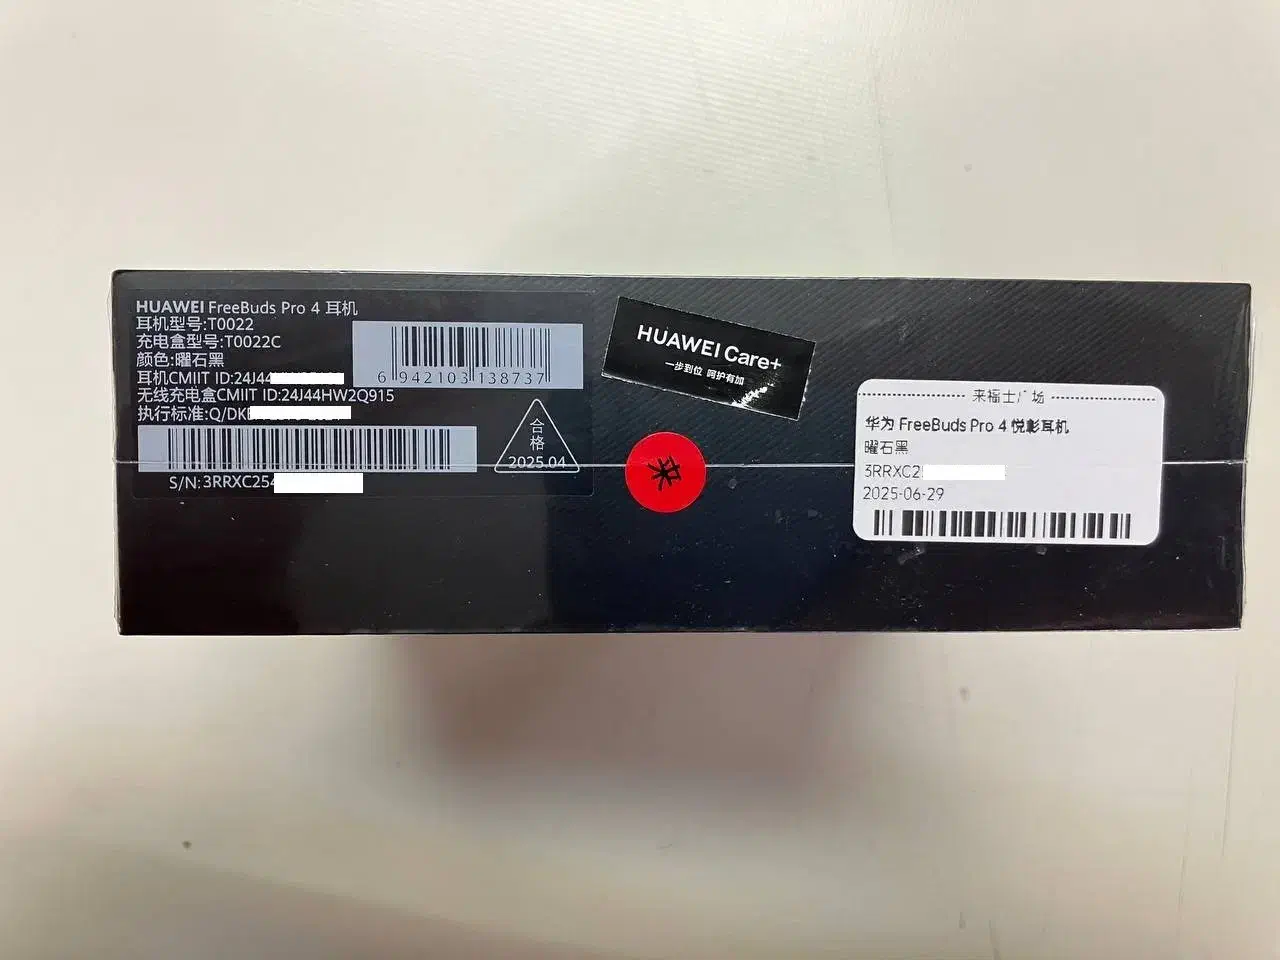 HUAWEI FreeBuds Pro 4 耳机
耳机型号:T0022
充电盒型号:T0022C
颜色:曜石黑
耳机CMIIT ID:24J44
无线充电盒CMIIT ID:24J44HW2Q915
执行标准:Q/DK
6 942103 138737
S/N:3RRXC254
合
格
2025.04
HUAWEI Care+
一步到位 呵护有加
来
来福士广场
华为 FreeBuds Pro 4 悦彰耳机
曜石黑
3RRXC2
2025-06-29